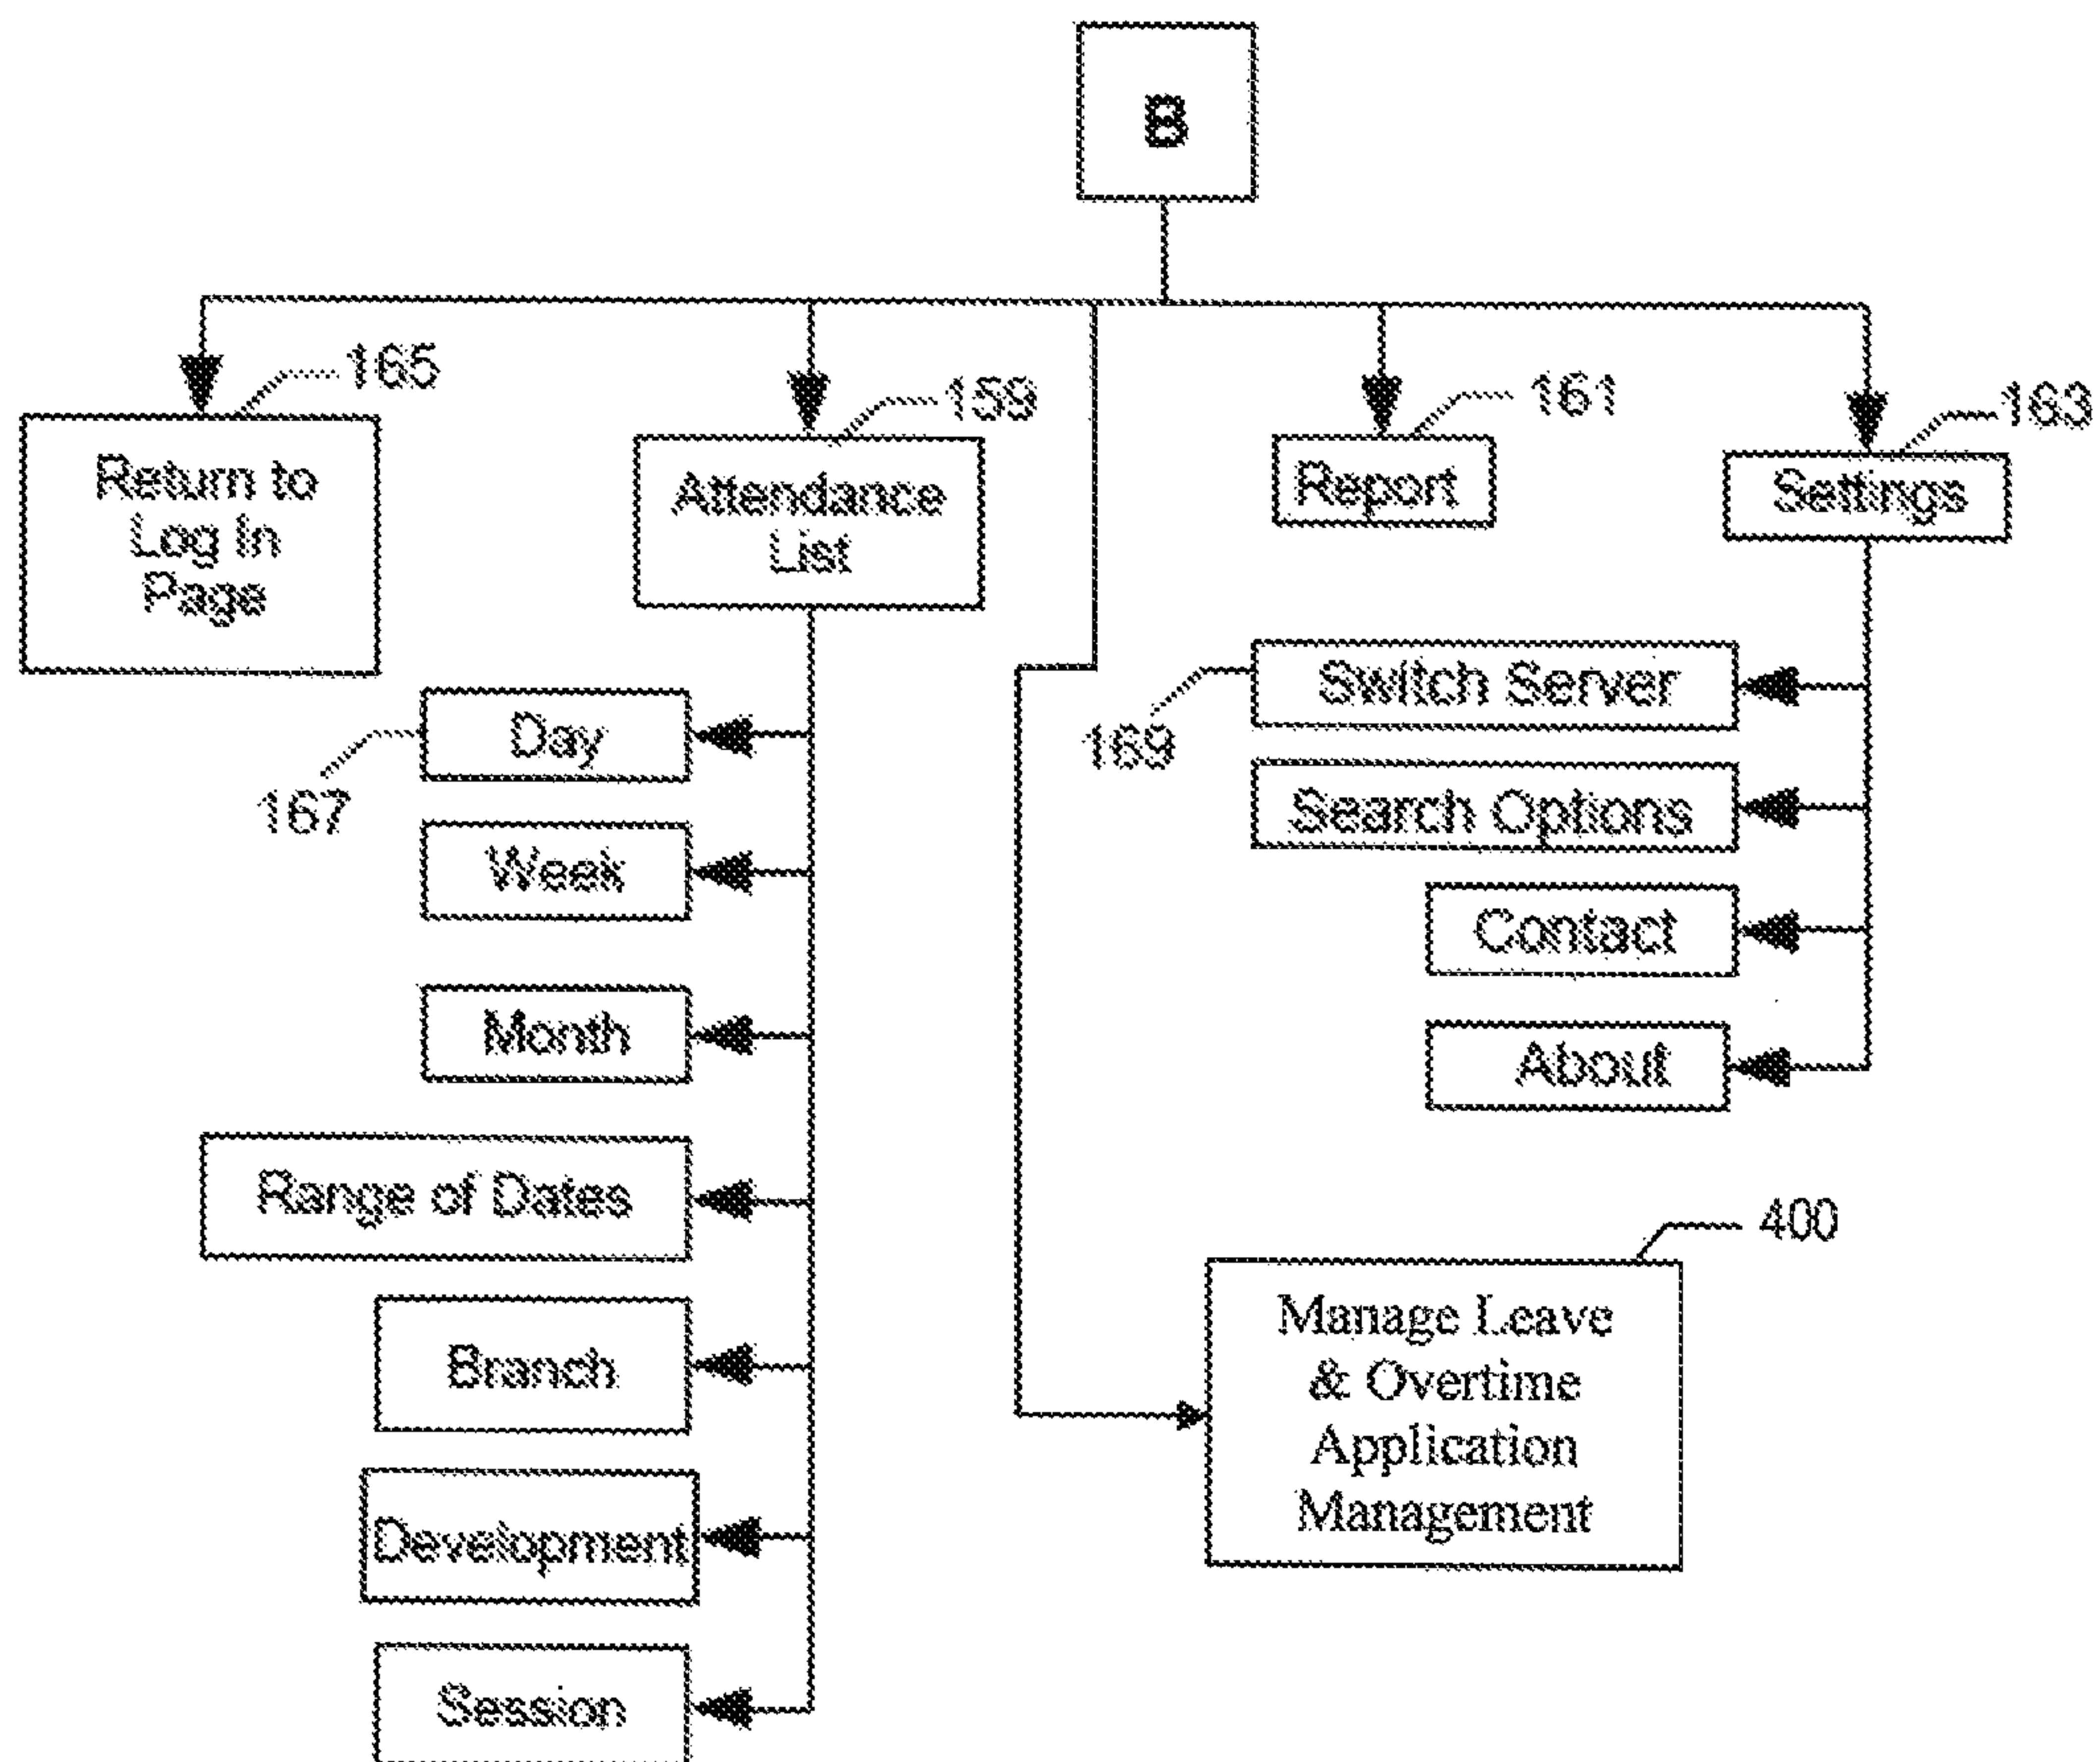 B
165
Return to
Log In
Page
159
Attendance
List
161
Report
163
Settings
167
Day
Week
Month
Range of Dates
Branch
Development
Session
169
Switch Server
Search Options
Contact
About
400
Manage Leave
& Overtime
Application
Management